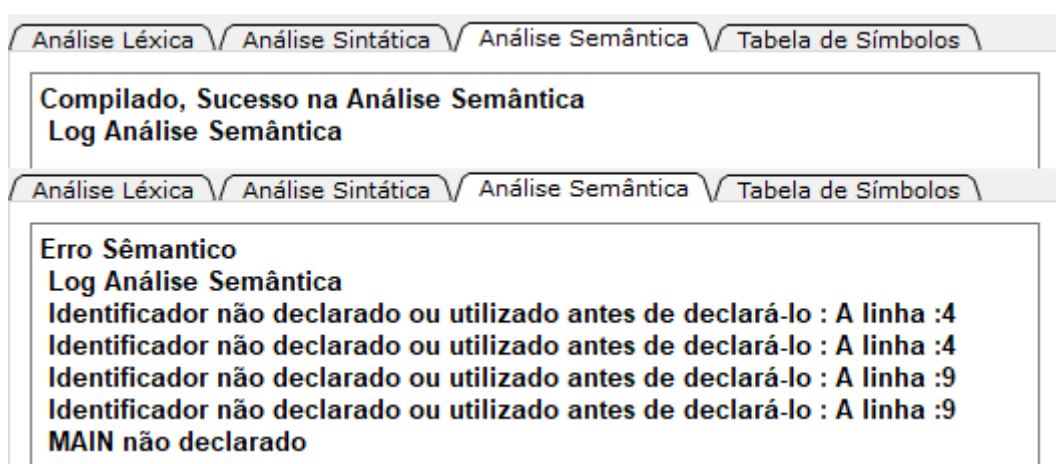 Análise Léxica Análise Sintática Análise Semântica Tabela de Símbolos
Compilado, Sucesso na Análise Semântica
Log Análise Semântica
Análise Léxica Análise Sintática Análise Semântica Tabela de Símbolos
Erro Sêmantico
Log Análise Semântica
Identificador não declarado ou utilizado antes de declará-lo : A linha :4
Identificador não declarado ou utilizado antes de declará-lo : A linha :4
Identificador não declarado ou utilizado antes de declará-lo : A linha :9
Identificador não declarado ou utilizado antes de declará-lo : A linha :9
MAIN não declarado